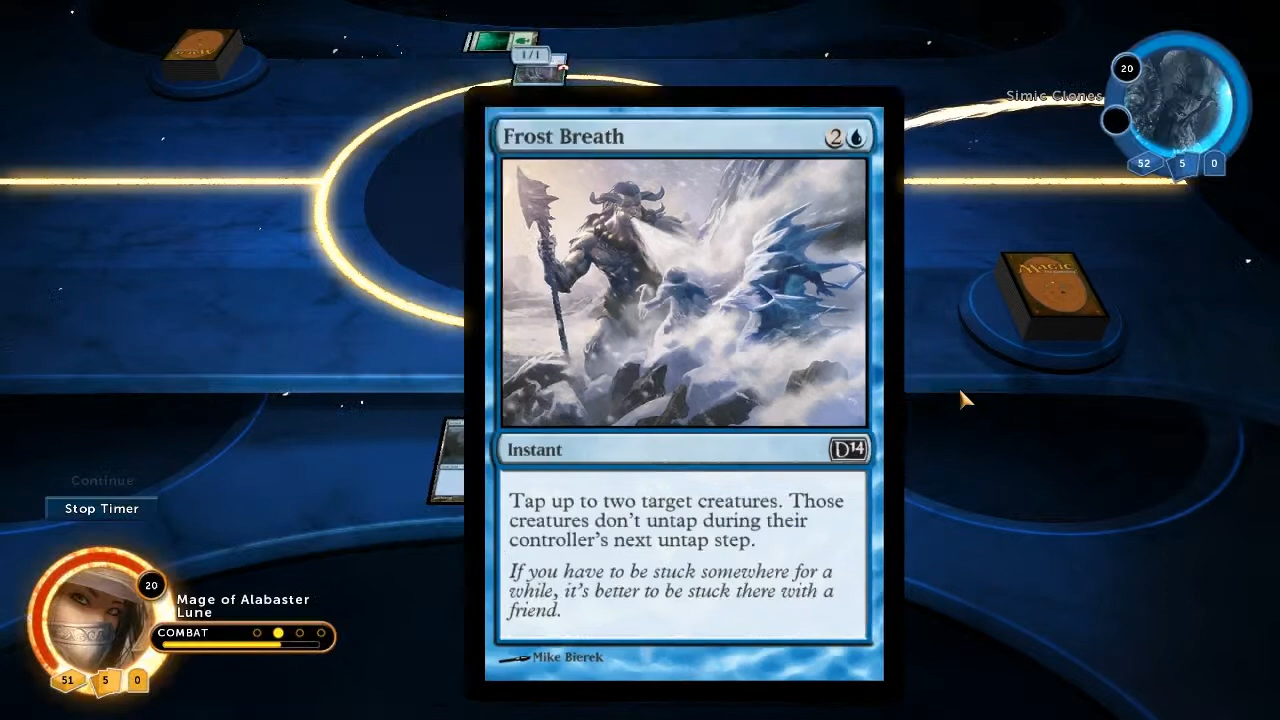 1/1
20
Simic Clones
52
5
0
Frost Breath
2
Magic
Instant
D14
Tap up to two target creatures. Those
creatures don't untap during their
controller's next untap step.
If you have to be stuck somewhere for a
while, it's better to be stuck there with a
friend.
Mike Bierek
Continue
Stop Timer
20
Mage of Alabaster
Lune
COMBAT
51
5
0